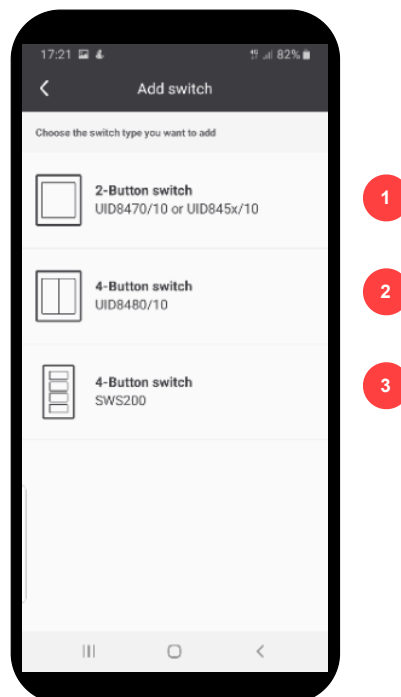 17:21 82%
Add switch
Choose the switch type you want to add
2-Button switch
UID8470/10 or UID845x/10
1
4-Button switch
UID8480/10
2
4-Button switch
SWS200
3